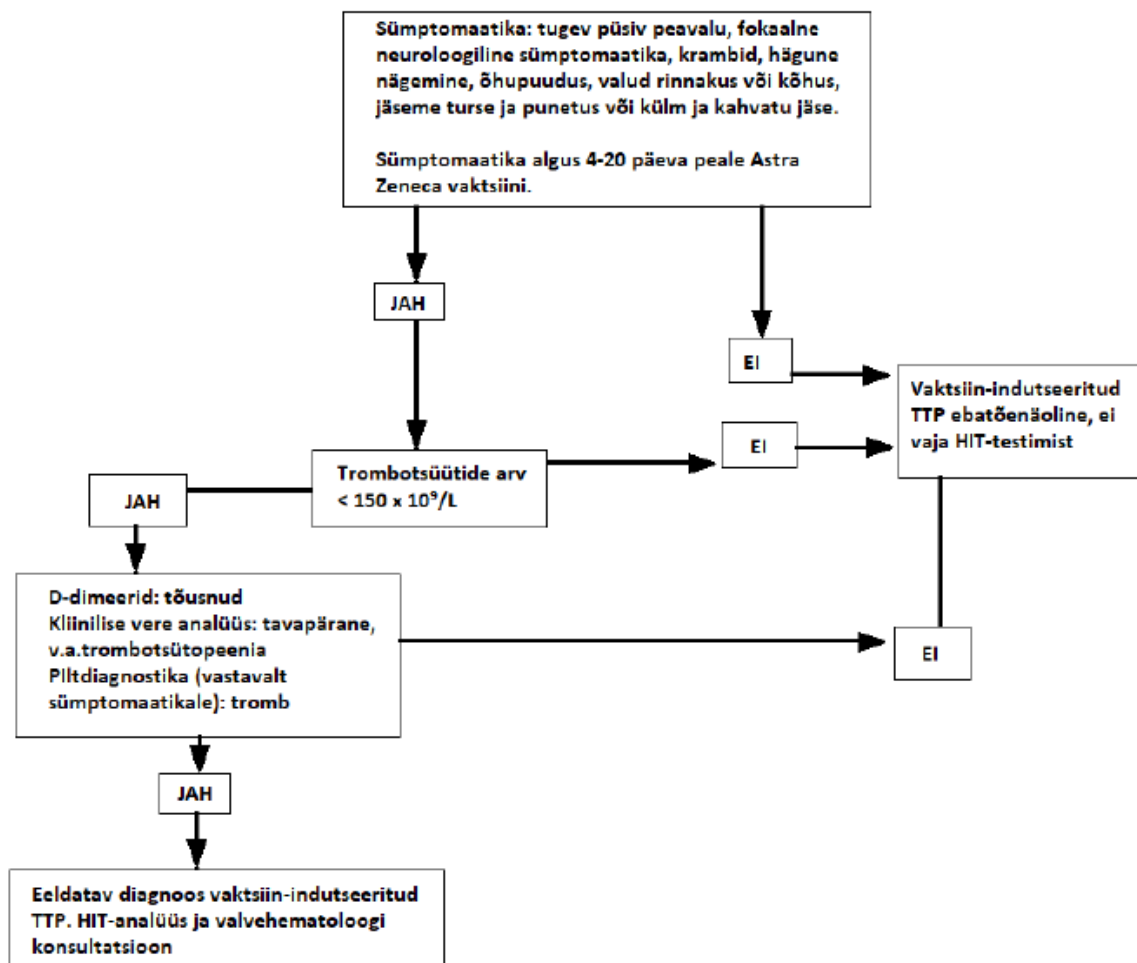 Sümptomaatika: tugev püsiv peavalu, fokaalne
neuroloogiline sümptomaatika, krambid, hägune
nägemine, õhupuudus, valud rinnakus või kõhus,
jäseme turse ja punetus või külm ja kahvatu jäse.
Sümptomaatika algus 4-20 päeva peale Astra
Zeneca vaktsiini.
JAH
EI
Vaktsiin-indutseeritud
TTP ebatõenäoline, ei
vaja HIT-testimist
EI
Trombotsüütide arv
< 150 x 10⁹/L
JAH
D-dimeerid: tõusnud
Kliinilise vere analüüs: tavapärane,
v.a.trombotsütopeenia
PIltdiagnostika (vastavalt
sümptomaatikale): tromb
EI
JAH
Eeldatav diagnoos vaktsiin-indutseeritud
TTP. HIT-analüüs ja valvehematoloogi
konsultatsioon